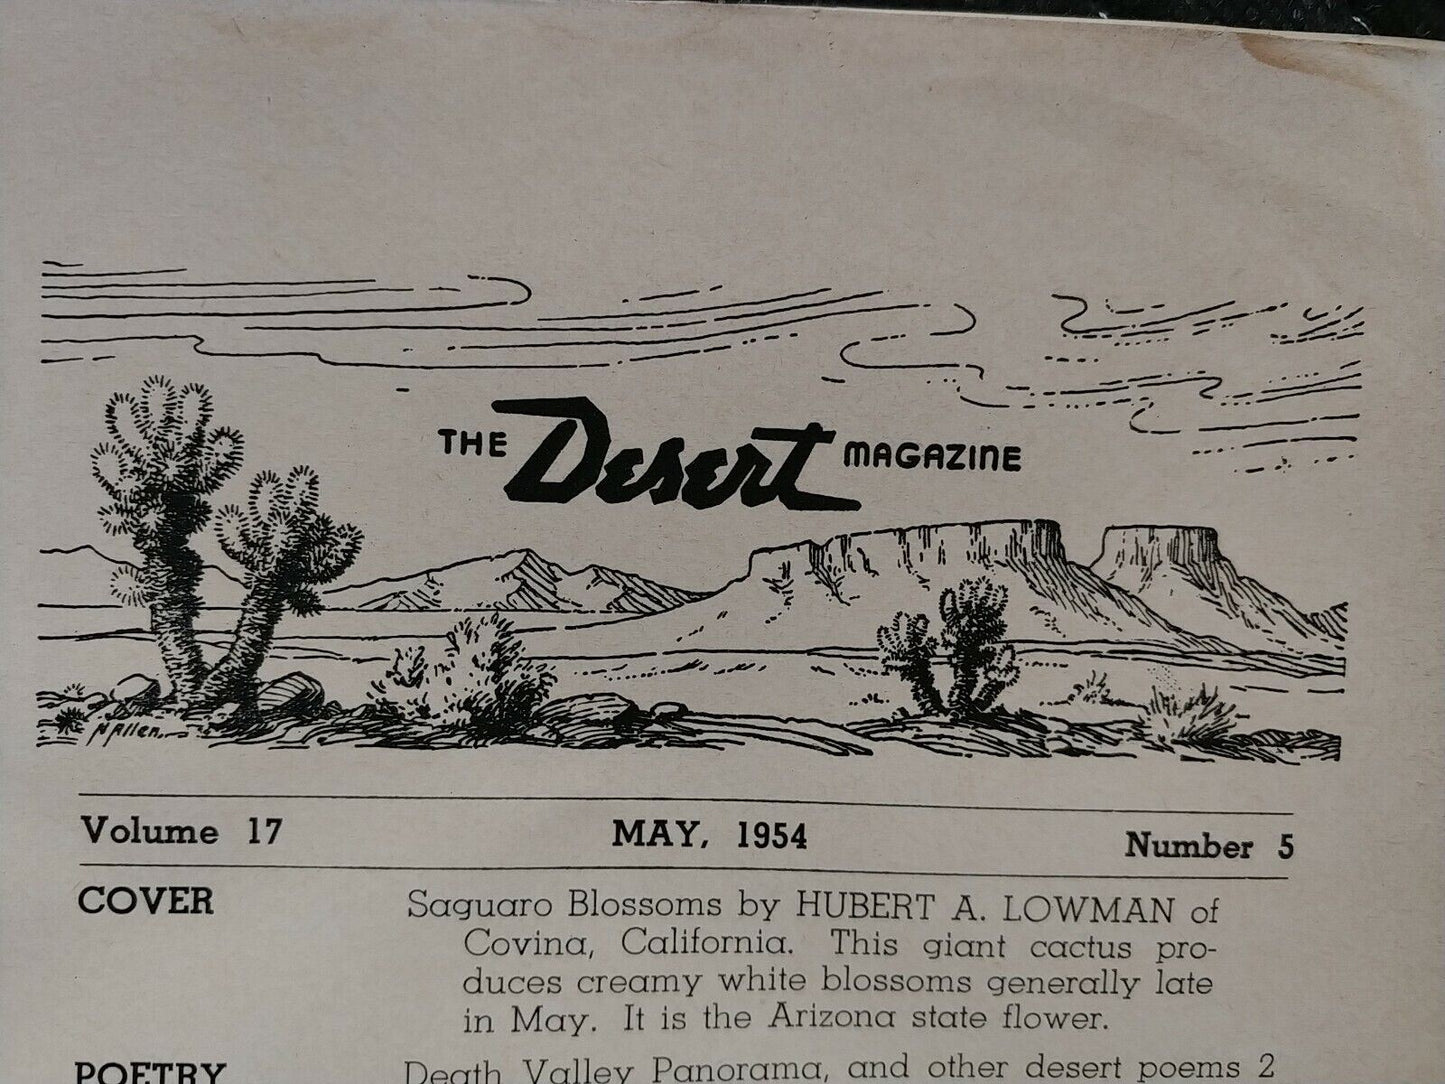 THE Desert MAGAZINE
N Allen.
Volume 17 MAY, 1954 Number 5
COVER Saguaro Blossoms by HUBERT A. LOWMAN of
Covina, California. This giant cactus pro-
duces creamy white blossoms generally late
in May. It is the Arizona state flower.
POETRY Death Valley Panorama, and other desert poems 2